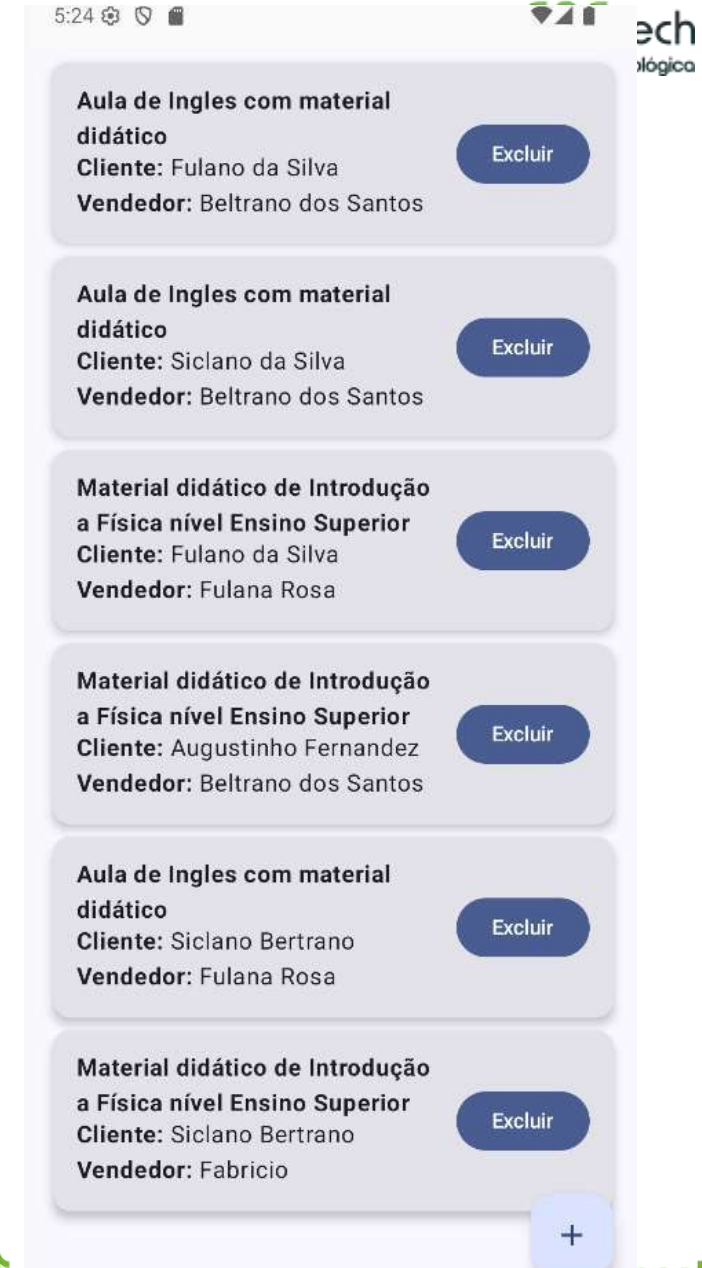 5:24
ech
ológica
Aula de Ingles com material
didático
Cliente: Fulano da Silva
Vendedor: Beltrano dos Santos
Excluir
Aula de Ingles com material
didático
Cliente: Siclano da Silva
Vendedor: Beltrano dos Santos
Excluir
Material didático de Introdução
a Física nível Ensino Superior
Cliente: Fulano da Silva
Vendedor: Fulana Rosa
Excluir
Material didático de Introdução
a Física nível Ensino Superior
Cliente: Augustinho Fernandez
Vendedor: Beltrano dos Santos
Excluir
Aula de Ingles com material
didático
Cliente: Siclano Bertrano
Vendedor: Fulana Rosa
Excluir
Material didático de Introdução
a Física nível Ensino Superior
Cliente: Siclano Bertrano
Vendedor: Fabricio
Excluir
+